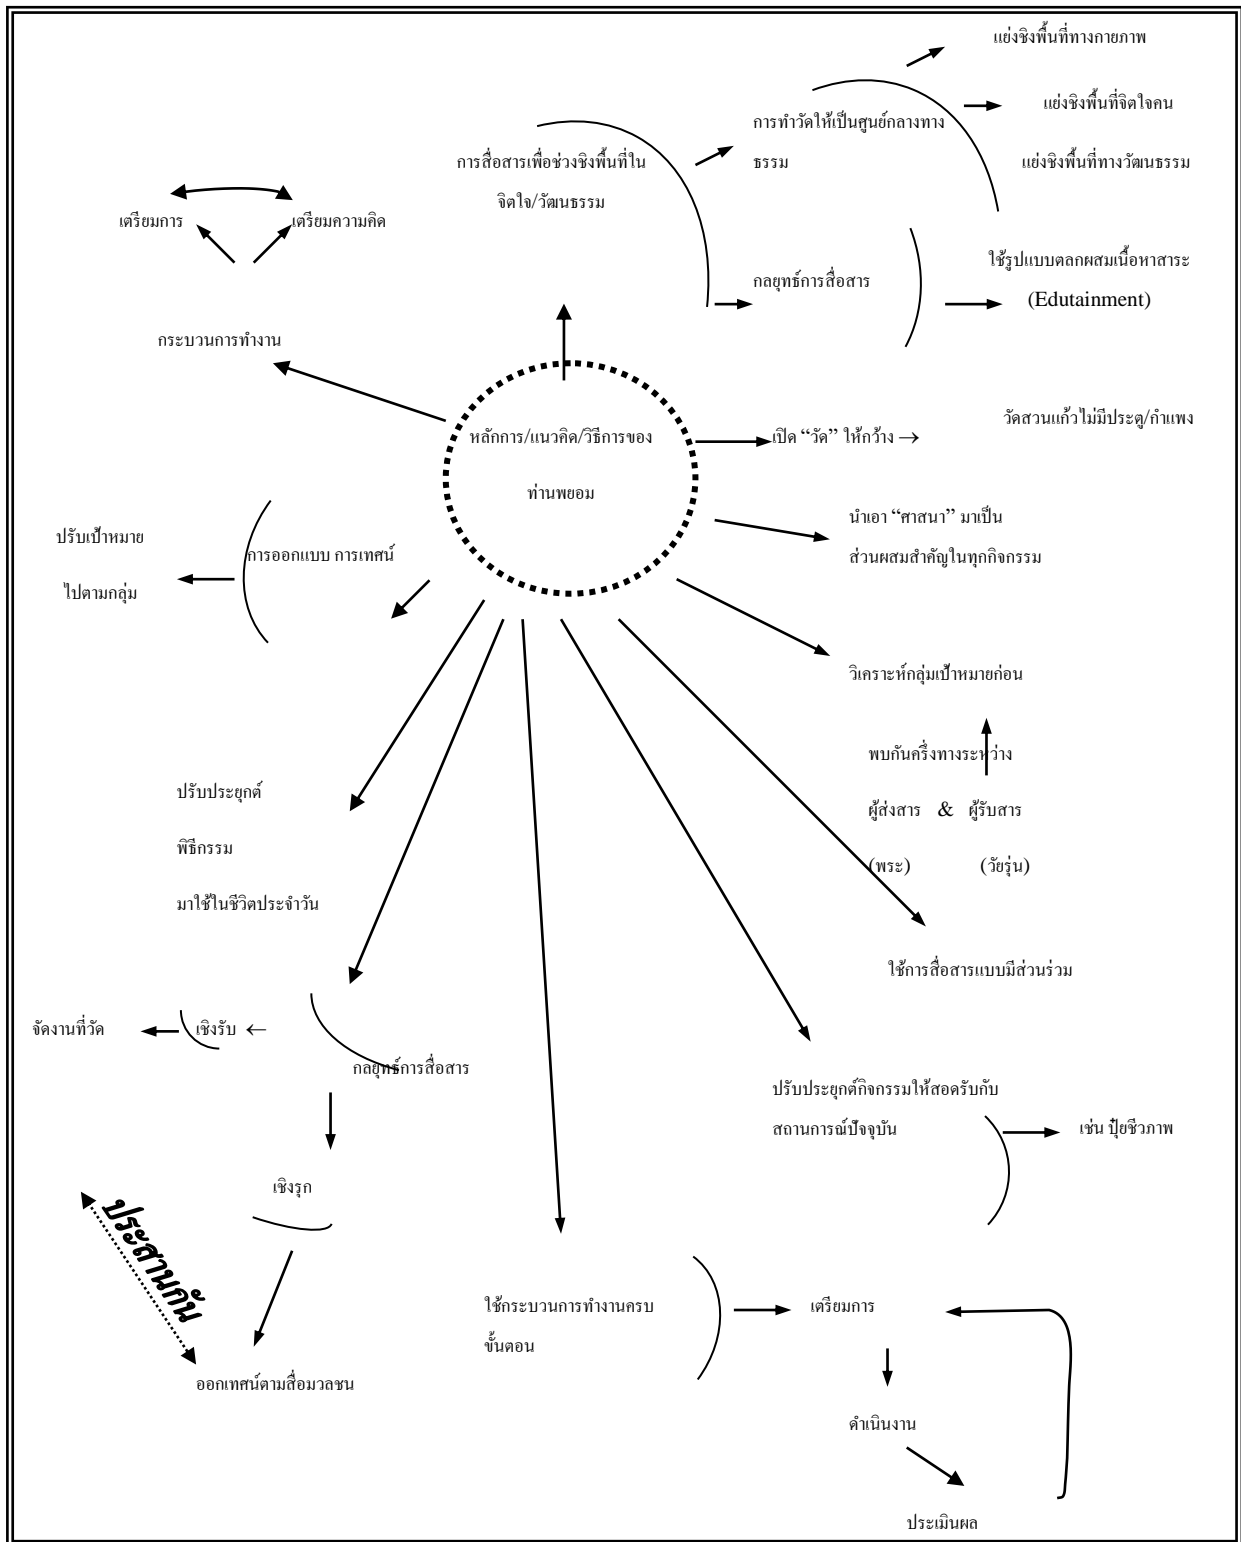 แย่งชิงพื้นที่ทางกายภาพ
แย่งชิงพื้นที่จิตใจคน
การทำวัดให้เป็นศูนย์กลางทาง
ธรรม
การสื่อสารเพื่อช่วงชิงพื้นที่ใน
จิตใจ/วัฒนธรรม
แย่งชิงพื้นที่ทางวัฒนธรรม
เตรียมการ
เตรียมความคิด
กลยุทธ์การสื่อสาร
ใช้รูปแบบตลกผสมเนื้อหาสาระ
(Edutainment)
กระบวนการทำงาน
หลักการ/แนวคิด/วิธีการของ
ท่านพยอม
เปิด “วัด” ให้กว้าง →
วัดสวนแก้วไม่มีประตู/กำแพง
นำเอา “ศาสนา” มาเป็น
ส่วนผสมสำคัญในทุกกิจกรรม
การออกแบบ การเทศน์
ปรับเป้าหมาย
ไปตามกลุ่ม
วิเคราะห์กลุ่มเป้าหมายก่อน
พบกันครึ่งทางระหว่าง
ผู้ส่งสาร & ผู้รับสาร
(พระ) (วัยรุ่น)
ปรับประยุกต์
พิธีกรรม
มาใช้ในชีวิตประจำวัน
ใช้การสื่อสารแบบมีส่วนร่วม
จัดงานที่วัด
เชิงรับ ←
กลยุทธ์การสื่อสาร
ปรับประยุกต์กิจกรรมให้สอดรับกับ
สถานการณ์ปัจจุบัน
เช่น ปุ๋ยชีวภาพ
เชิงรุก
ประสานกัน
ออกเทศน์ตามสื่อมวลชน
ใช้กระบวนการทำงานครบ
ขั้นตอน
เตรียมการ
ดำเนินงาน
ประเมินผล